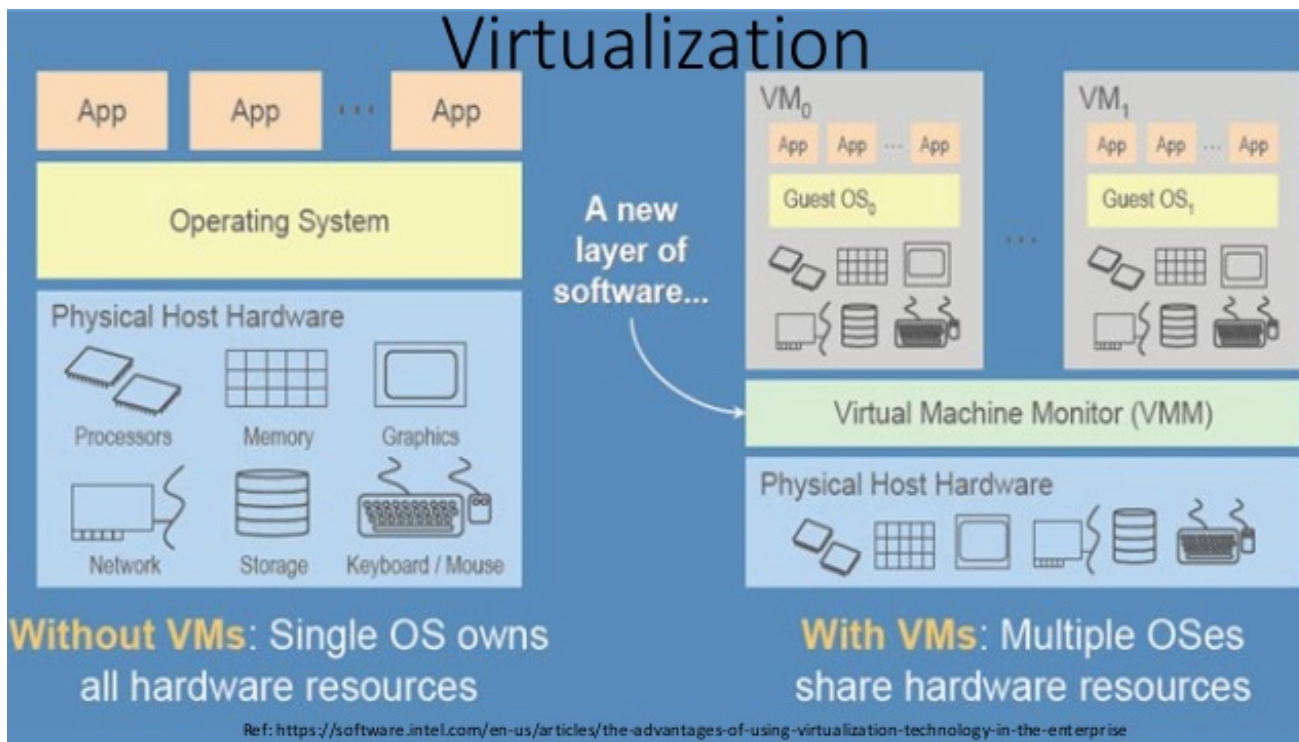 Virtualization
App App ... App
Operating System
Physical Host Hardware
Processors Memory Graphics
Network Storage Keyboard / Mouse
Without VMs: Single OS owns
all hardware resources
A new
layer of
software...
VM0
App App ... App
Guest OS0
...
VM1
App App ... App
Guest OS1
Virtual Machine Monitor (VMM)
Physical Host Hardware
With VMs: Multiple OSes
share hardware resources
Ref: https://software.intel.com/en-us/articles/the-advantages-of-using-virtualization-technology-in-the-enterprise